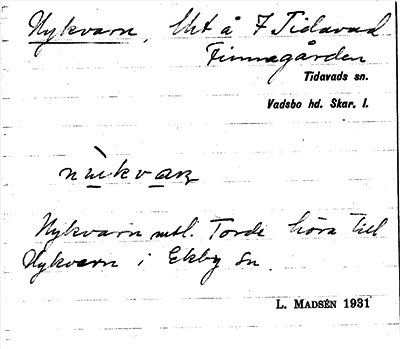 Nykvarn, Urt å 7 Tidavad
Finnagården
Tidavads sn.
Vadsbo hd. Skar. l.
Nykvarn mtl. Torde höra till
Nykvarn i Ekby sn.
L. MADSÉN 1931